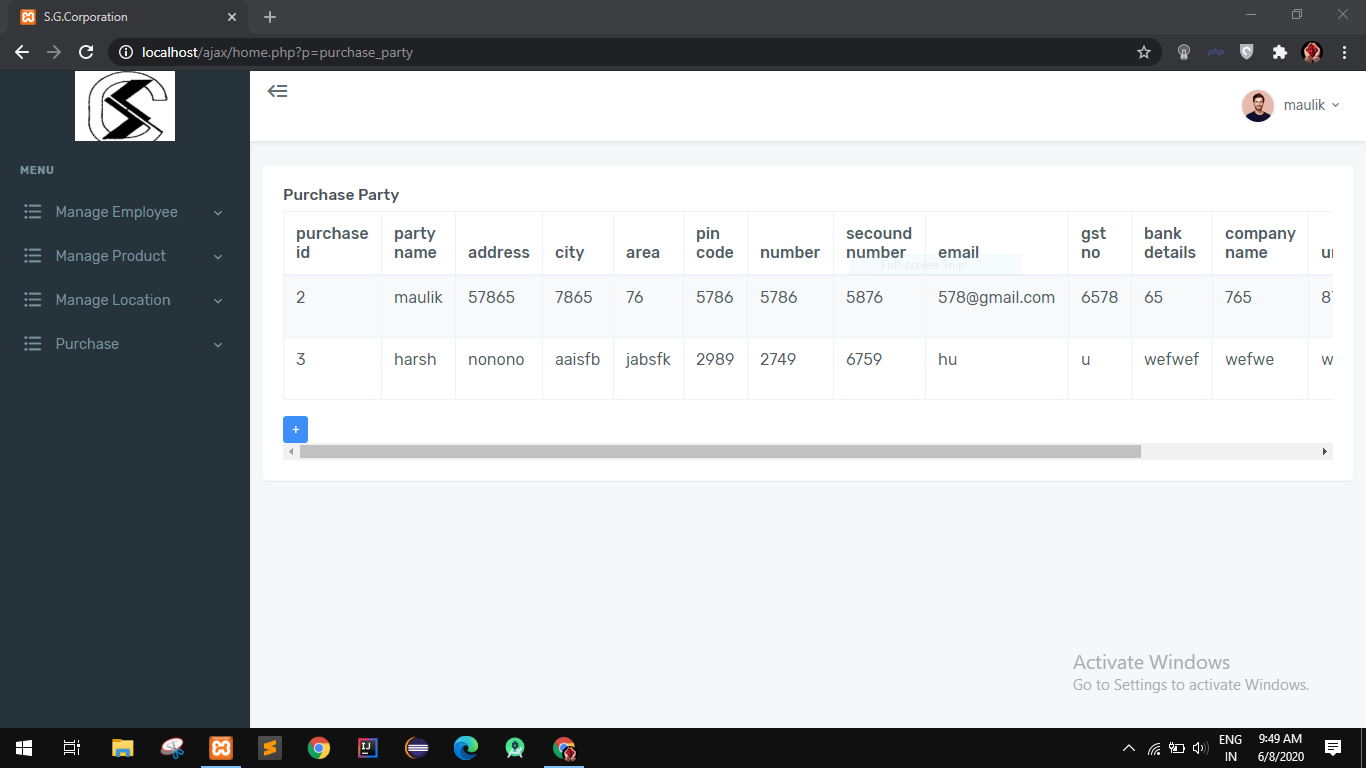 S.G.Corporation
localhost/ajax/home.php?p=purchase_party
php
maulik
MENU
Manage Employee
Manage Product
Manage Location
Purchase
Purchase Party
purchase id party name address city area pin code number secound number email gst no bank details company name
Full-screen Snip
2 maulik 57865 7865 76 5786 5786 5876 578@gmail.com 6578 65 765
3 harsh nonono aaisfb jabsfk 2989 2749 6759 hu u wefwef wefwe
+
Activate Windows
Go to Settings to activate Windows.
ENG 9:49 AM
IN 6/8/2020